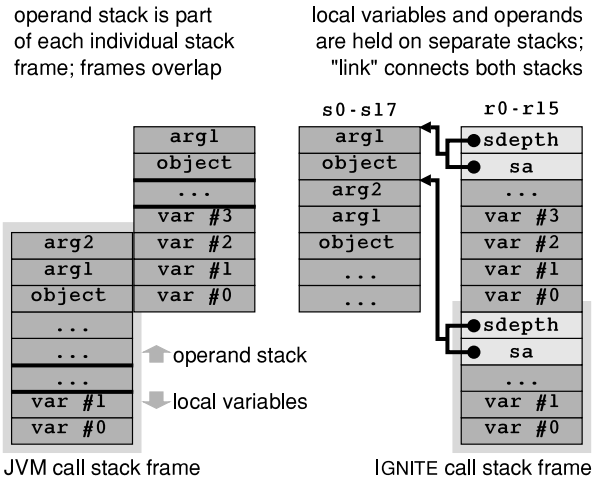 operand stack is part
of each individual stack
frame; frames overlap
local variables and operands
are held on separate stacks;
"link" connects both stacks
s0-s17
r0-r15
arg1
object
...
var #3
var #2
var #1
var #0
arg2
arg1
object
...
...
...
var #1
var #0
operand stack
local variables
JVM call stack frame
arg1
object
arg2
arg1
object
...
...
sdepth
sa
...
var #3
var #2
var #1
var #0
sdepth
sa
...
var #1
var #0
IGNITE call stack frame